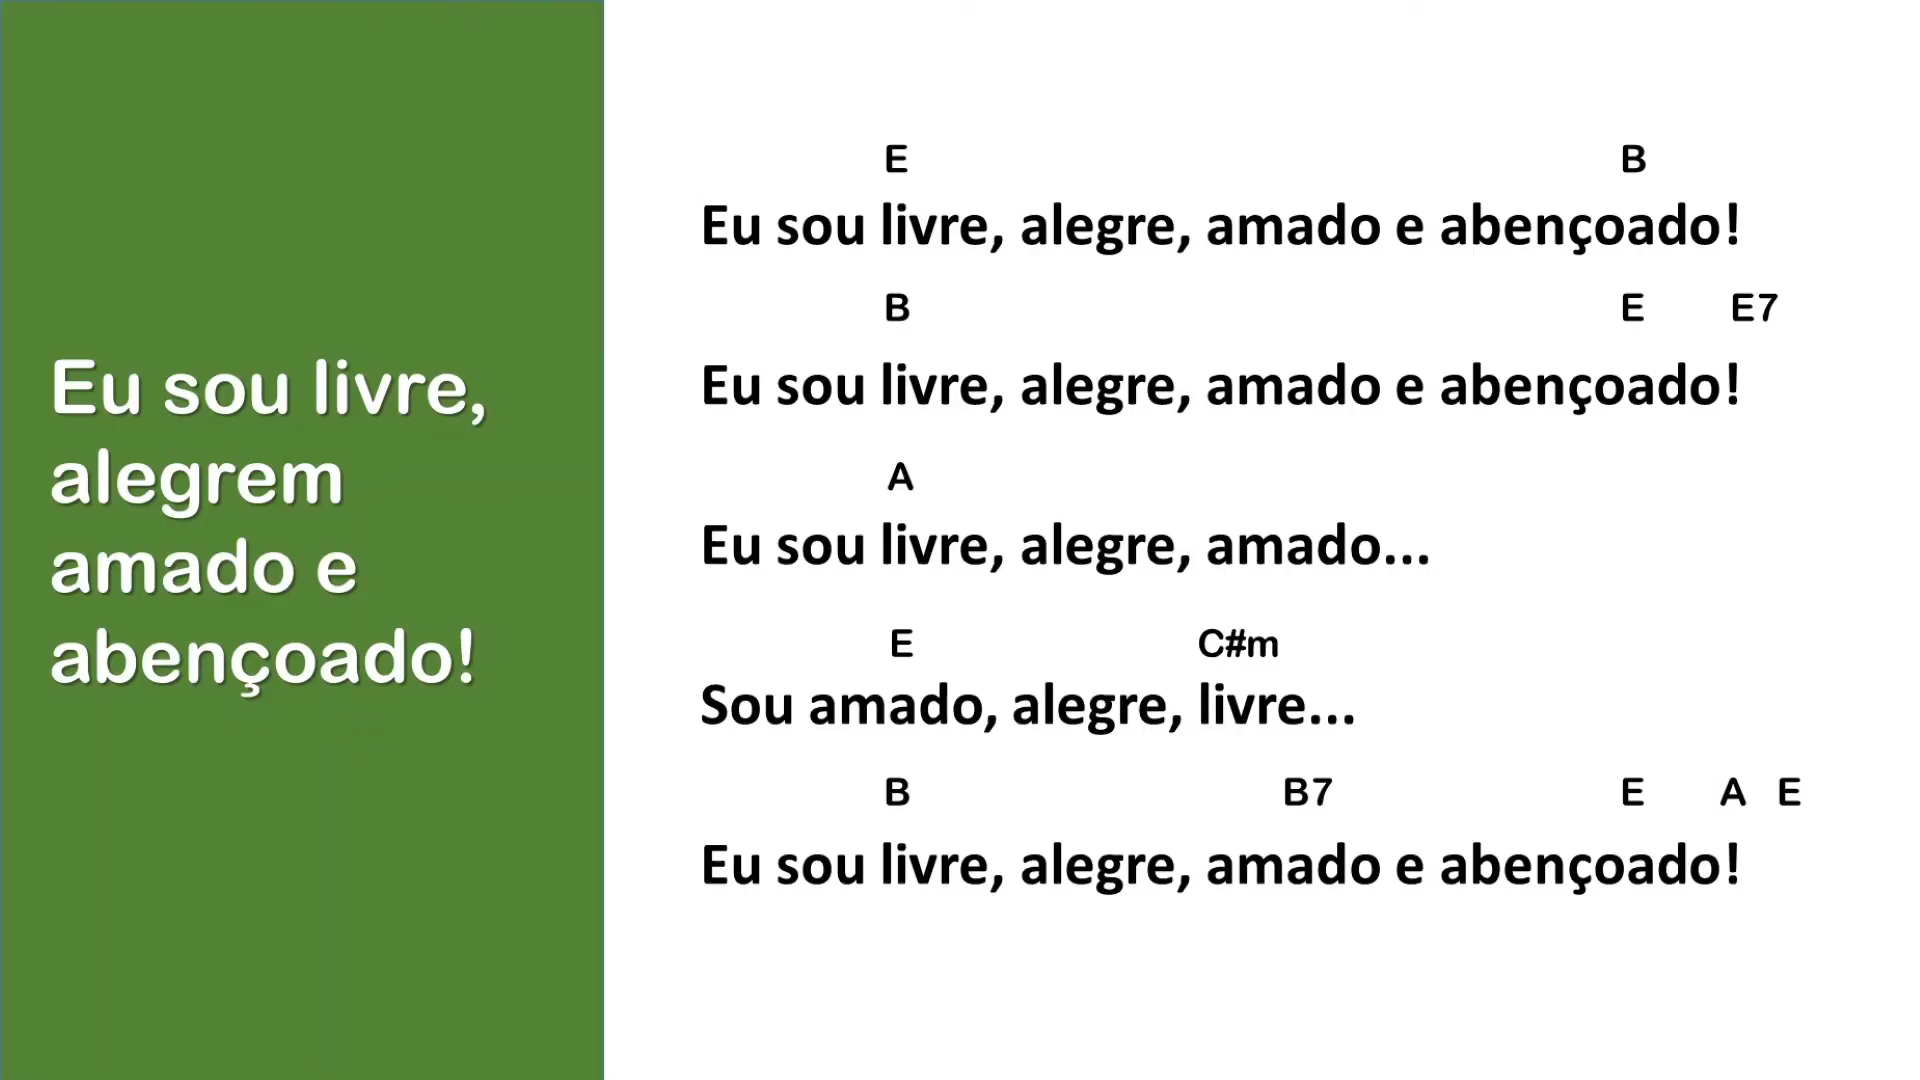 Eu sou livre,
alegrem
amado e
abençoado!
E B
Eu sou livre, alegre, amado e abençoado!
B E E7
Eu sou livre, alegre, amado e abençoado!
A
Eu sou livre, alegre, amado...
E C#m
Sou amado, alegre, livre...
B B7 E A E
Eu sou livre, alegre, amado e abençoado!